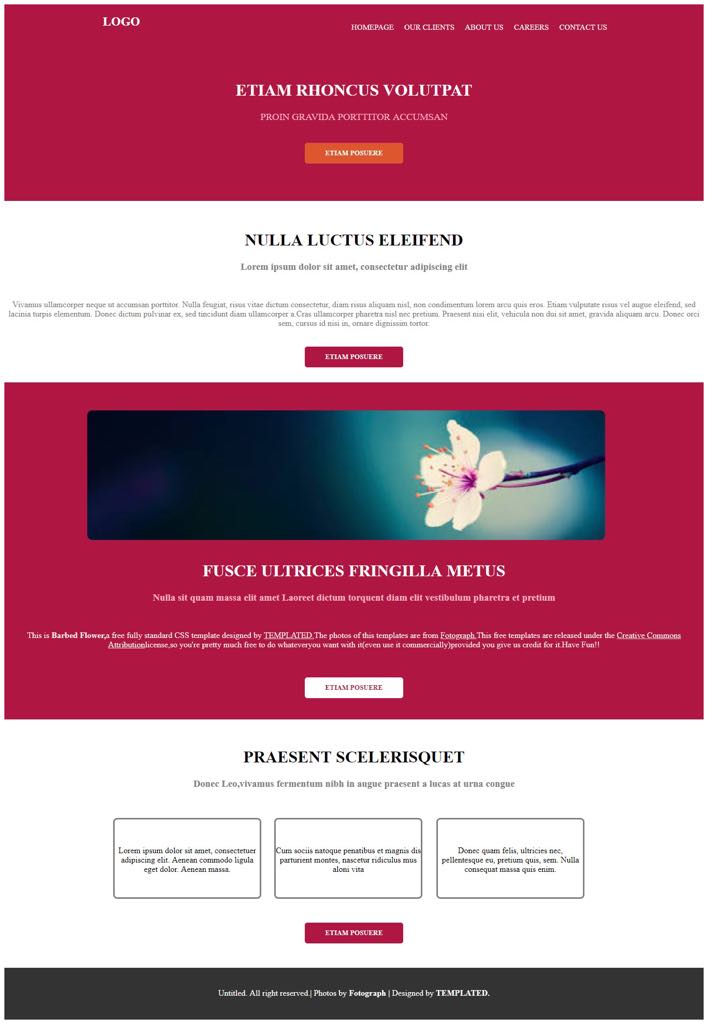 LOGO
HOMEPAGE OUR CLIENTS ABOUT US CAREERS CONTACT US
ETIAM RHONCUS VOLUTPAT
PROIN GRAVIDA PORTTITOR ACCUMSAN
ETIAM POSUERE
NULLA LUCTUS ELEIFEND
Lorem ipsum dolor sit amet, consectetur adipiscing elit
Vivamus ullamcorper neque ut accumsan porttitor. Nulla feugiat, risus vitae dictum consectetur, diam risus aliquam nisl, non condimentum lorem arcu quis eros. Etiam vulputate risus vel augue eleifend, sed
lacinia turpis elementum. Donec dictum pulvinar ex, sed tincidunt diam ullamcorper a.Cras ullamcorper pharetra nisl nec pretium. Praesent nisi elit, vehicula non dui sit amet, gravida aliquam arcu. Donec orci
sem, cursus id nisi in, ornare dignissim tortor.
ETIAM POSUERE
FUSCE ULTRICES FRINGILLA METUS
Nulla sit quam massa elit amet Laoreet dictum torquent diam elit vestibulum pharetra et pretium
This is Barbed Flower,a free fully standard CSS template designed by TEMPLATED.The photos of this templates are from Fotograph.This free templates are released under the Creative Commons
Attributionlicense,so you're pretty much free to do whateveryou want with it(even use it commercially)provided you give us credit for it.Have Fun!!
ETIAM POSUERE
PRAESENT SCELERISQUET
Donec Leo,vivamus fermentum nibh in augue praesent a lucas at urna congue
Lorem ipsum dolor sit amet, consectetuer
adipiscing elit. Aenean commodo ligula
eget dolor. Aenean massa.
Cum sociis natoque penatibus et magnis dis
parturient montes, nascetur ridiculus mus
aloni vita
Donec quam felis, ultricies nec,
pellentesque eu, pretium quis, sem. Nulla
consequat massa quis enim.
ETIAM POSUERE
Untitled. All right reserved.| Photos by Fotograph | Designed by TEMPLATED.